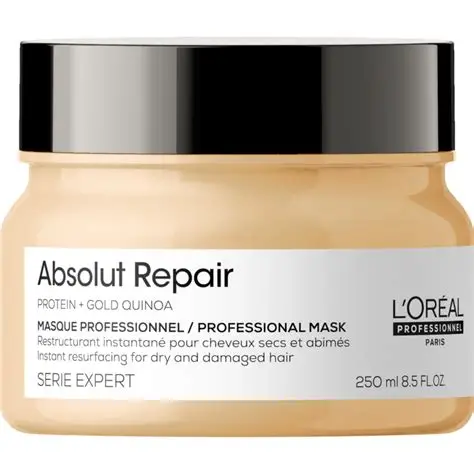 Absolut Repair
PROTEIN + GOLD QUINOA
MASQUE PROFESSIONNEL / PROFESSIONAL MASK
Restructurant instantané pour cheveux secs et abîmés
Instant resurfacing for dry and damaged hair
SERIE EXPERT
L'ORÉAL
PROFESSIONNEL
PARIS
250 ml 8.5 FL.OZ.